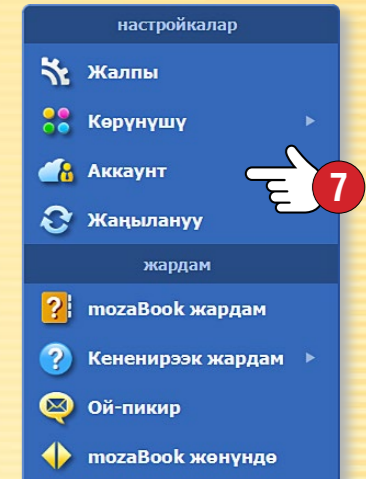 настройкалар
Жалпы
Көрүнүшү
Аккаунт
7
Жаңылануу
жардам
mozaBook жардам
Кененирээк жардам
Ой-пикир
mozaBook жөнүндө